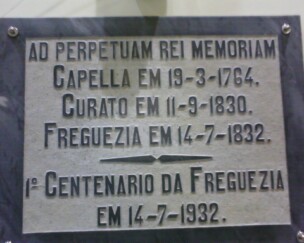 AD PERPETUAM REI MEMORIAM
CAPELLA EM 19-3-1764.
CURATO EM 11-9-1830.
FREGUEZIA EM 14-7-1832.
1º CENTENARIO DA FREGUEZIA
EM 14-7-1932.